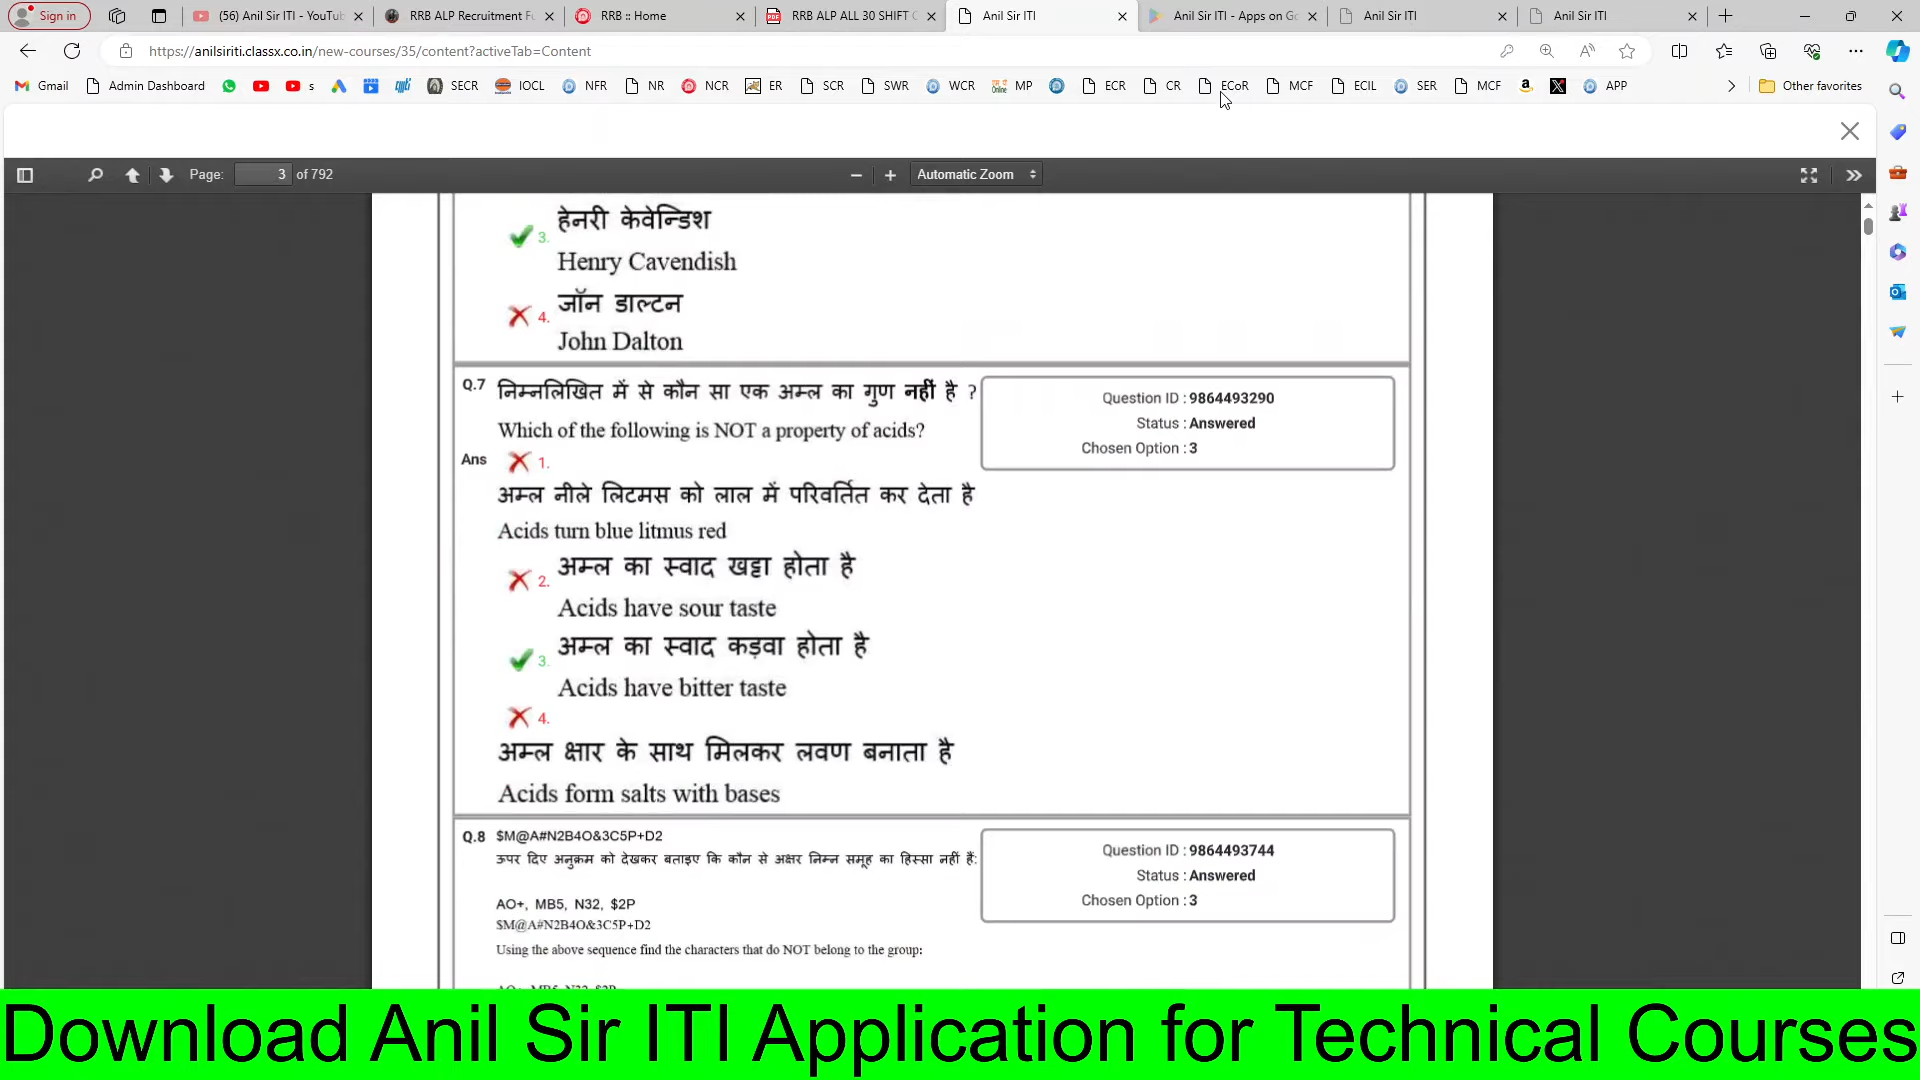 Sign in
(56) Anil Sir ITI - YouTub
RRB ALP Recruitment Fu
RRB :: Home
RRB ALP ALL 30 SHIFT
Anil Sir ITI
Anil Sir ITI - Apps on Go
Anil Sir ITI
Anil Sir ITI
https://anilsiriti.classx.co.in/new-courses/35/content?activeTab=Content
Gmail Admin Dashboard s SECR IOCL NFR NR NCR ER SCR SWR WCR MP ECR CR ECoR MCF ECIL SER MCF APP Other favorites
Page: 3 of 792 Automatic Zoom
हेनरी केवेन्डिश
3.
Henry Cavendish
जॉन डाल्टन
4.
John Dalton
Q.7 निम्नलिखित में से कौन सा एक अम्ल का गुण नहीं है ?
Which of the following is NOT a property of acids?
Question ID : 9864493290
Status : Answered
Chosen Option : 3
Ans 1.
अम्ल नीले लिटमस को लाल में परिवर्तित कर देता है
Acids turn blue litmus red
अम्ल का स्वाद खट्टा होता है
2.
Acids have sour taste
अम्ल का स्वाद कड़वा होता है
3.
Acids have bitter taste
4.
अम्ल क्षार के साथ मिलकर लवण बनाता है
Acids form salts with bases
Q.8 $M@A#N2B4O&3C5P+D2
ऊपर दिए अनुक्रम को देखकर बताइए कि कौन से अक्षर निम्न समूह का हिस्सा नहीं हैं:
AO+, MB5, N32, $2P
$M@A#N2B4O&3C5P+D2
Using the above sequence find the characters that do NOT belong to the group:
AO+, MB5, N32, $2P
Question ID : 9864493744
Status : Answered
Chosen Option : 3
Download Anil Sir ITI Application for Technical Courses